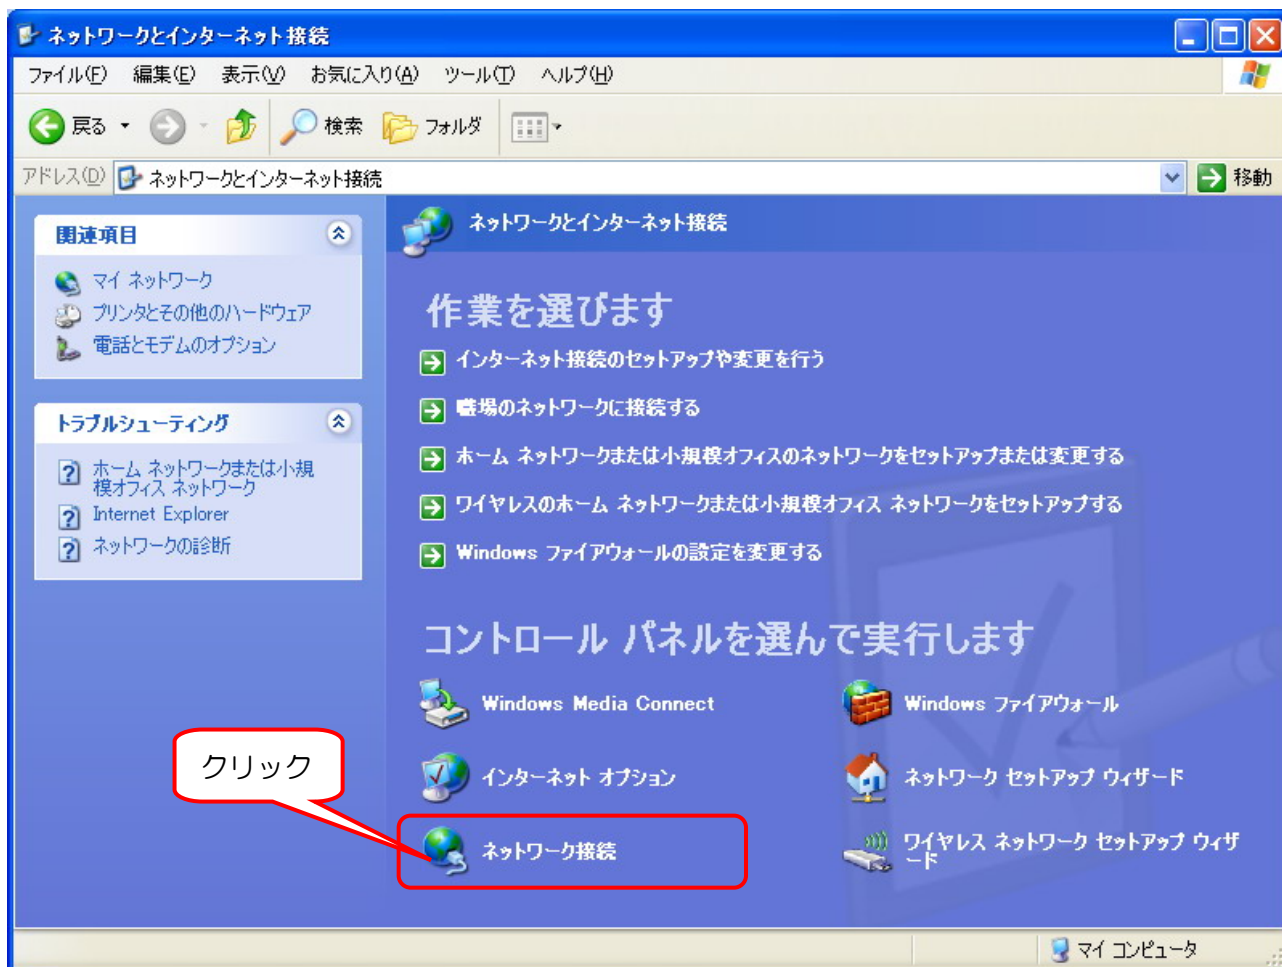 ネットワークとインターネット接続
ファイル(F) 編集(E) 表示(V) お気に入り(A) ツール(T) ヘルプ(H)
戻る 検索 フォルダ
アドレス(D) ネットワークとインターネット接続 移動
関連項目
マイ ネットワーク
プリンタとその他のハードウェア
電話とモデムのオプション
トラブルシューティング
ホーム ネットワークまたは小規
模オフィス ネットワーク
Internet Explorer
ネットワークの診断
ネットワークとインターネット接続
作業を選びます
インターネット接続のセットアップや変更を行う
職場のネットワークに接続する
ホーム ネットワークまたは小規模オフィスのネットワークをセットアップまたは変更する
ワイヤレスのホーム ネットワークまたは小規模オフィス ネットワークをセットアップする
Windows ファイアウォールの設定を変更する
コントロール パネルを選んで実行します
Windows Media Connect
Windows ファイアウォール
インターネット オプション
ネットワーク セットアップ ウィザード
ネットワーク接続
ワイヤレス ネットワーク セットアップ ウィザ
ード
クリック
マイ コンピュータ